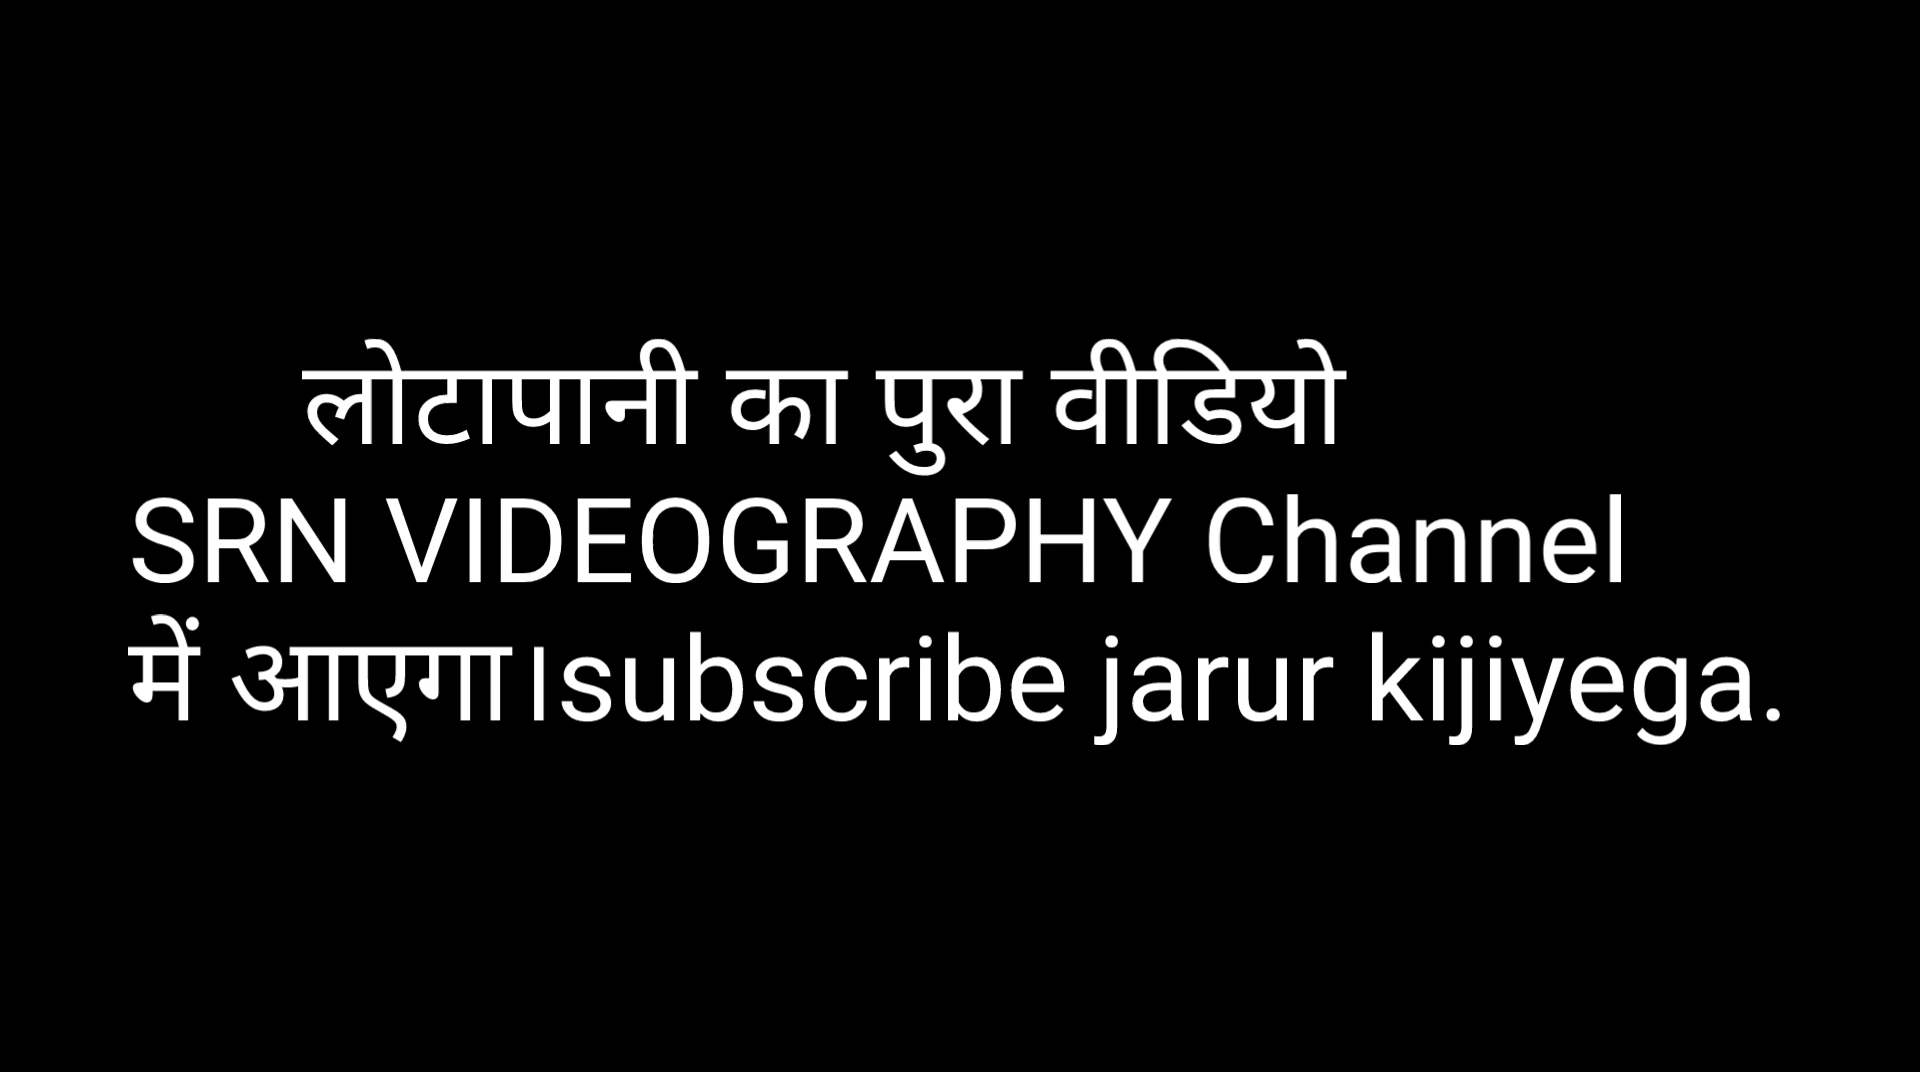 लोटापानी का पुरा वीडियो
SRN VIDEOGRAPHY Channel
में आएगा।subscribe jarur kijiyega.